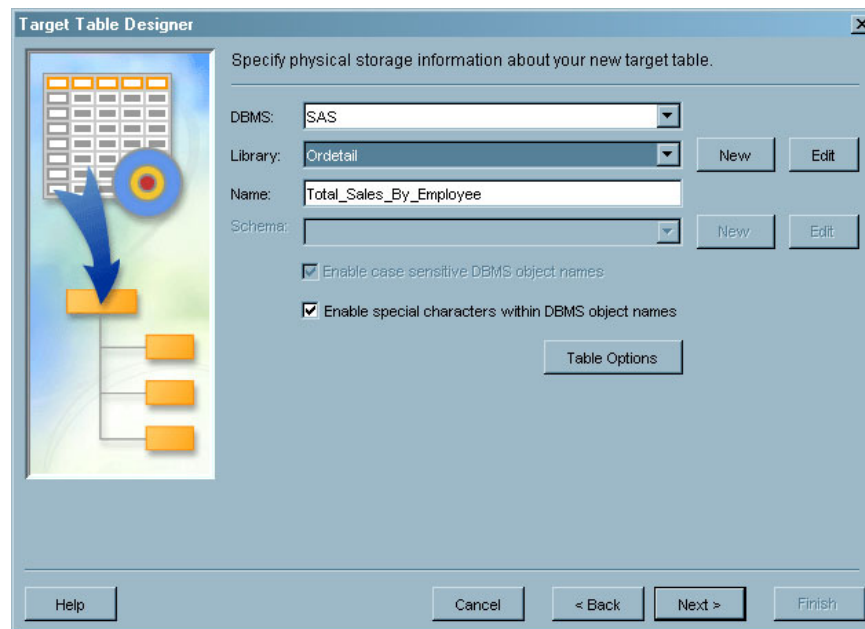 Target Table Designer
Specify physical storage information about your new target table.
DBMS: SAS
Library: Ordetail New Edit
Name: Total_Sales_By_Employee
Schema: New Edit
Enable case sensitive DBMS object names
Enable special characters within DBMS object names
Table Options
Help Cancel < Back Next > Finish